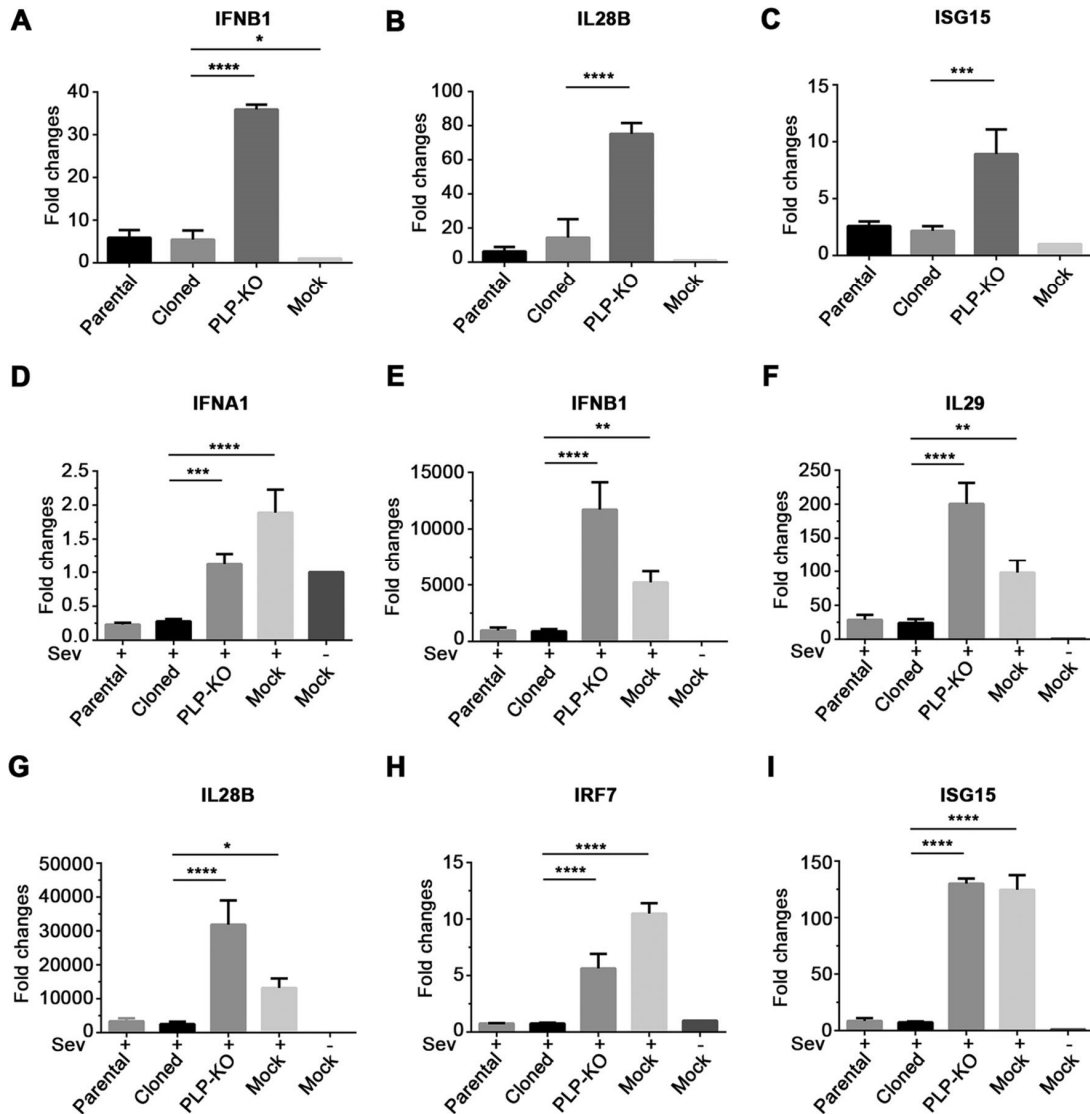 A
IFNB1
*
****
Fold changes
40
30
20
10
0
Parental
Cloned
PLP-KO
Mock
B
IL28B
****
Fold changes
100
80
60
40
20
0
Parental
Cloned
PLP-KO
Mock
C
ISG15
***
Fold changes
15
10
5
0
Parental
Cloned
PLP-KO
Mock
D
IFNA1
****
***
Fold changes
2.5
2.0
1.5
1.0
0.5
0.0
Sev + + + + -
Parental
Cloned
PLP-KO
Mock
Mock
E
IFNB1
**
****
Fold changes
15000
10000
5000
0
Sev + + + + -
Parental
Cloned
PLP-KO
Mock
Mock
F
IL29
**
****
Fold changes
250
200
150
100
50
0
Sev + + + + -
Parental
Cloned
PLP-KO
Mock
Mock
G
IL28B
*
****
Fold changes
50000
40000
30000
20000
10000
0
Sev + + + + -
Parental
Cloned
PLP-KO
Mock
Mock
H
IRF7
****
****
Fold changes
15
10
5
0
Sev + + + + -
Parental
Cloned
PLP-KO
Mock
Mock
I
ISG15
****
****
Fold changes
150
100
50
0
Sev + + + + -
Parental
Cloned
PLP-KO
Mock
Mock